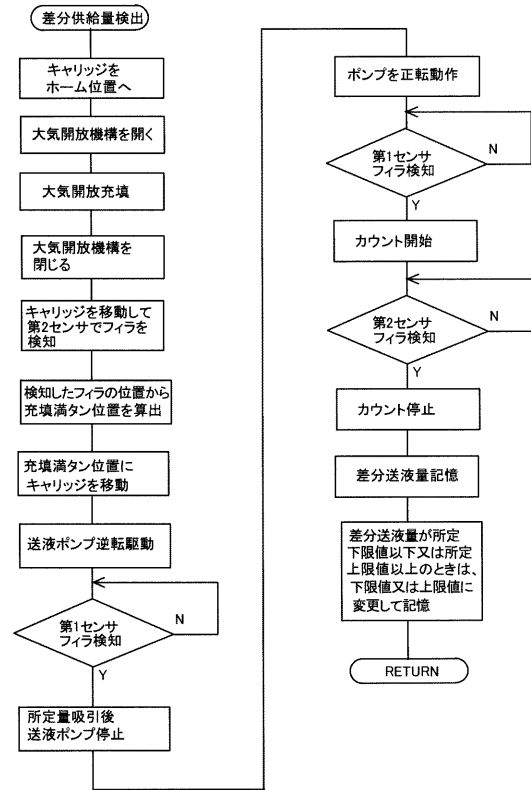 差分供給量検出
キャリッジを
ホーム位置へ
大気開放機構を開く
大気開放充填
大気開放機構を
閉じる
キャリッジを移動して
第2センサでフィラを
検知
検知したフィラの位置から
充填満タン位置を算出
充填満タン位置に
キャリッジを移動
送液ポンプ逆転駆動
第1センサ
フィラ検知
N
Y
所定量吸引後
送液ポンプ停止
ポンプを正転動作
第1センサ
フィラ検知
N
Y
カウント開始
第2センサ
フィラ検知
N
Y
カウント停止
差分送液量記憶
差分送液量が所定
下限値以下又は所定
上限値以上のときは、
下限値又は上限値に
変更して記憶
RETURN